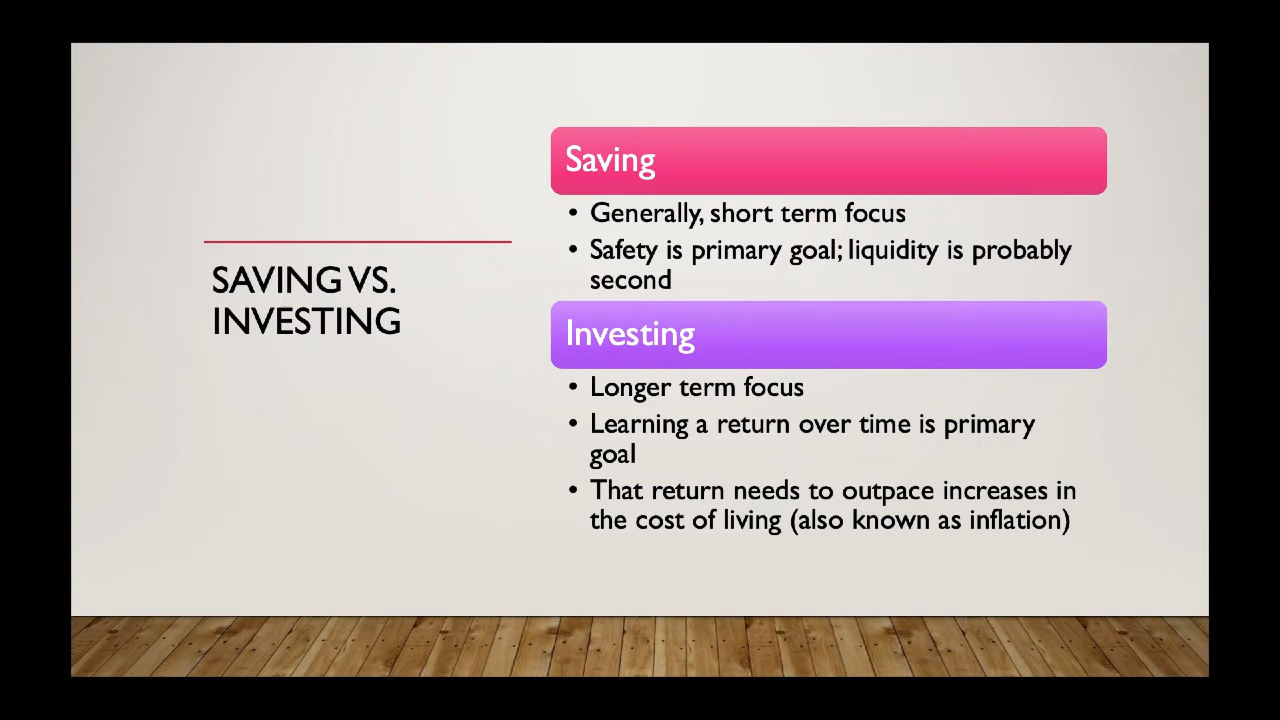 SAVING VS.
INVESTING
Saving
• Generally, short term focus
• Safety is primary goal; liquidity is probably
second
Investing
• Longer term focus
• Learning a return over time is primary
goal
• That return needs to outpace increases in
the cost of living (also known as inflation)